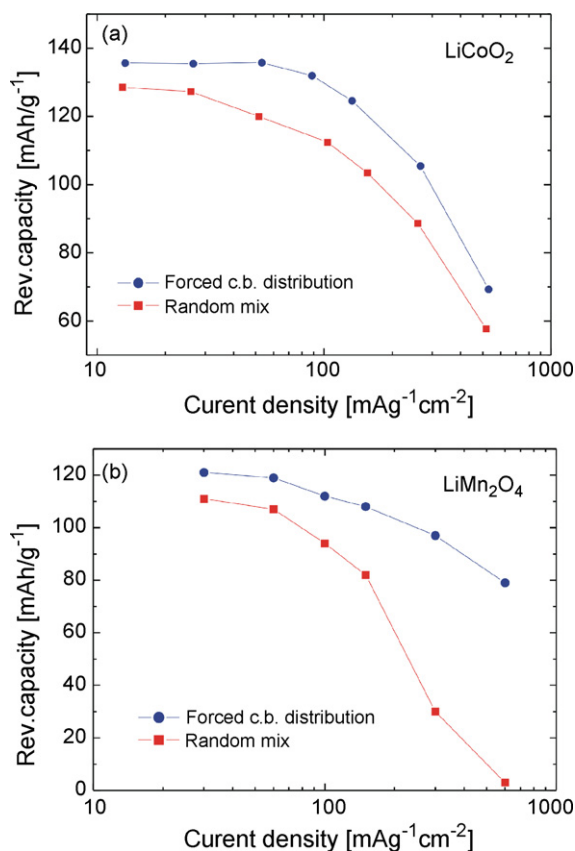 (a)
LiCoO2
140
120
100
80
60
Rev.capacity [mAh/g-1)
Forced c.b. distribution
Random mix
10
100
1000
Curent density [mAg-1cm-2]
(b)
LiMn2O4
120
100
80
60
40
20
0
Rev.capacity [mAh/g-1)
Forced c.b. distribution
Random mix
10
100
1000
Curent density [mAg-1cm-2]